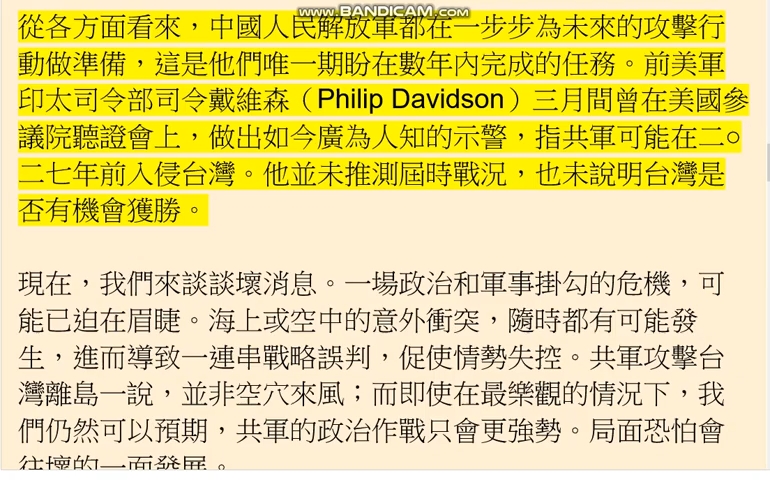 www.BANDICAM.com
從各方面看來，中國人民解放軍都在一步步為未來的攻擊行
動做準備，這是他們唯一期盼在數年內完成的任務。前美軍
印太司令部司令戴維森（Philip Davidson）三月間曾在美國參
議院聽證會上，做出如今廣為人知的示警，指共軍可能在二○
二七年前入侵台灣。他並未推測屆時戰況，也未說明台灣是
否有機會獲勝。
現在，我們來談談壞消息。一場政治和軍事掛勾的危機，可
能已迫在眉睫。海上或空中的意外衝突，隨時都有可能發
生，進而導致一連串戰略誤判，促使情勢失控。共軍攻擊台
灣離島一說，並非空穴來風；而即使在最樂觀的情況下，我
們仍然可以預期，共軍的政治作戰只會更強勢。局面恐怕會
往壞的一面發展。